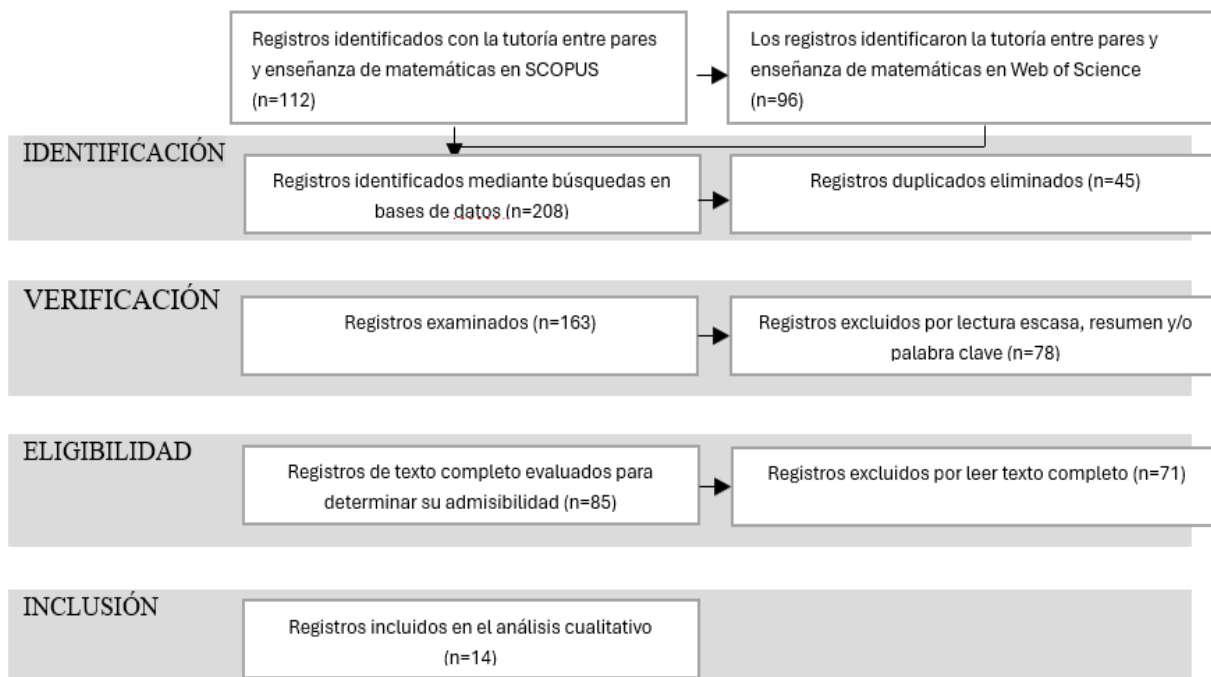 Registros identificados con la tutoría entre pares
y enseñanza de matemáticas en SCOPUS
(n=112)
Los registros identificaron la tutoría entre pares y
enseñanza de matemáticas en Web of Science
(n=96)
IDENTIFICACIÓN
Registros identificados mediante búsquedas en
bases de datos (n=208)
Registros duplicados eliminados (n=45)
VERIFICACIÓN
Registros examinados (n=163)
Registros excluidos por lectura escasa, resumen y/o
palabra clave (n=78)
ELIGIBILIDAD
Registros de texto completo evaluados para
determinar su admisibilidad (n=85)
Registros excluidos por leer texto completo (n=71)
INCLUSIÓN
Registros incluidos en el análisis cualitativo
(n=14)